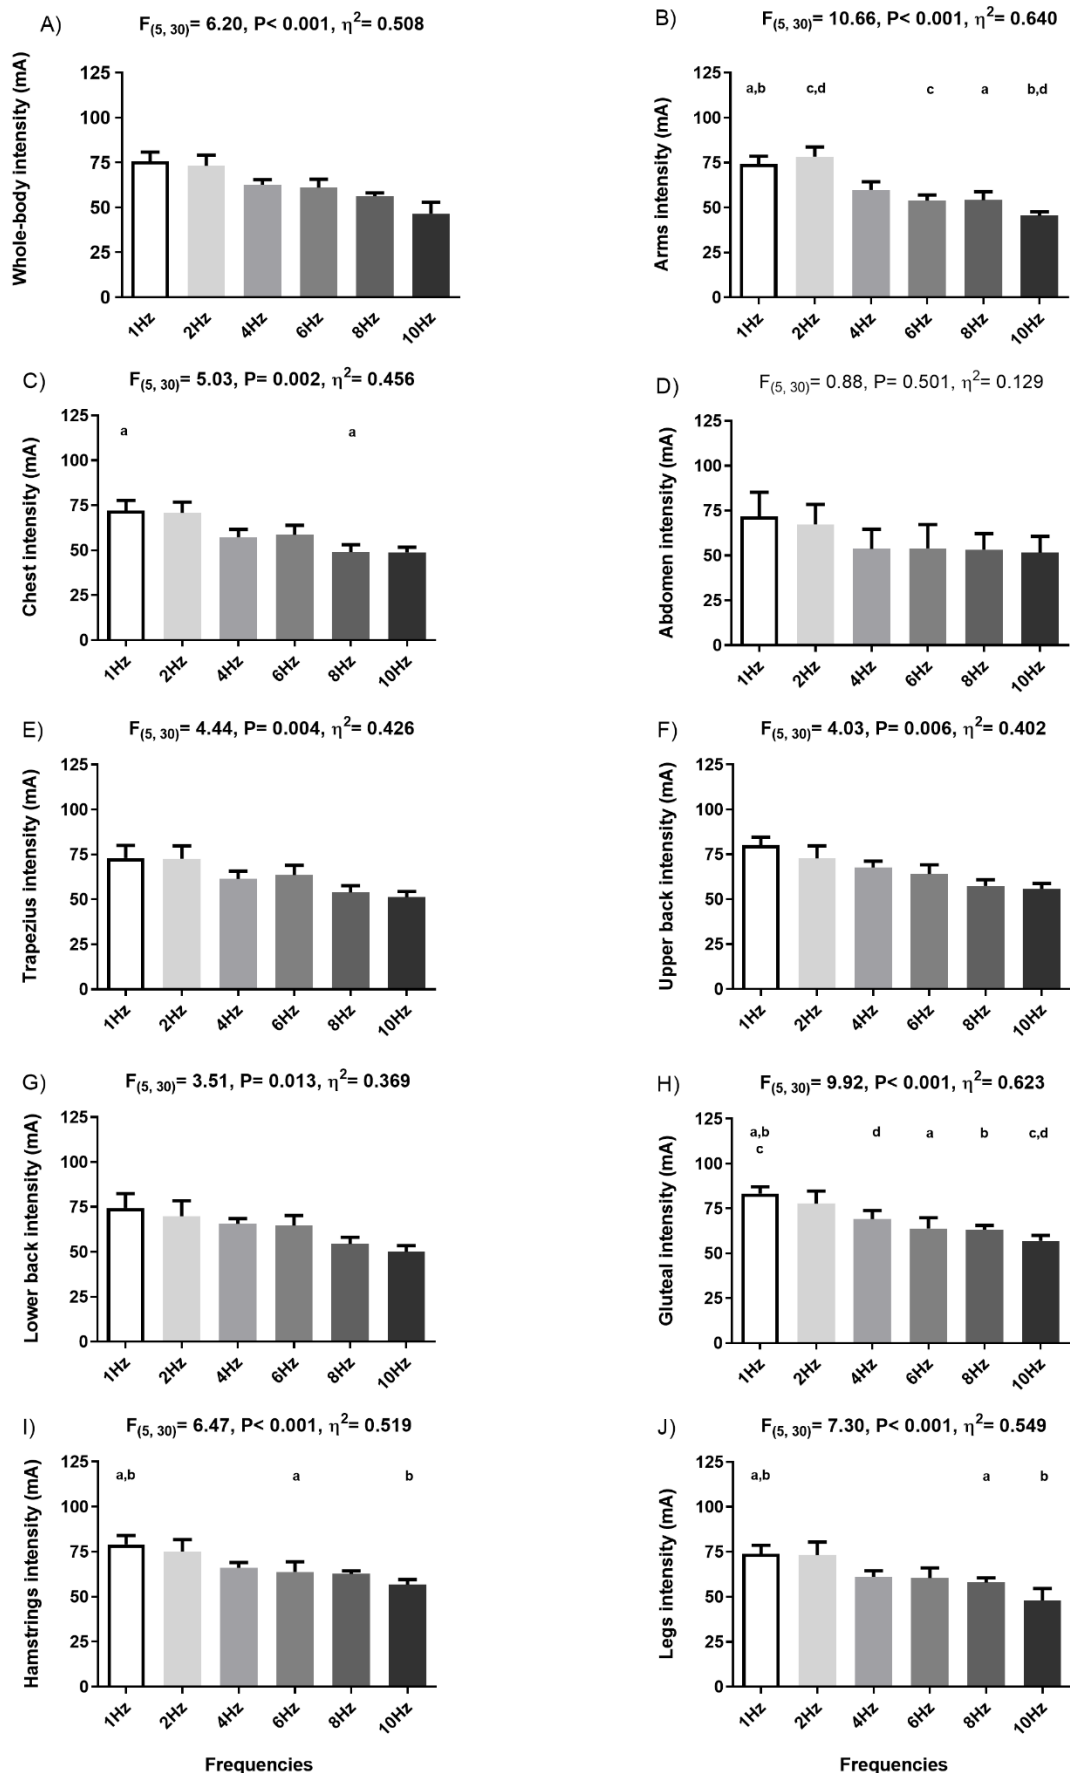 A)
F(5, 30)= 6.20, P< 0.001, η²= 0.508
Whole-body intensity (mA)
125
100
75
50
25
0
1Hz
2Hz
4Hz
6Hz
8Hz
10Hz
B)
F(5, 30)= 10.66, P< 0.001, η²= 0.640
Arms intensity (mA)
125
100
75
50
25
0
a,b
c,d
c
a
b,d
1Hz
2Hz
4Hz
6Hz
8Hz
10Hz
C)
F(5, 30)= 5.03, P= 0.002, η²= 0.456
Chest intensity (mA)
125
100
75
50
25
0
a
a
1Hz
2Hz
4Hz
6Hz
8Hz
10Hz
D)
F(5, 30)= 0.88, P= 0.501, η²= 0.129
Abdomen intensity (mA)
125
100
75
50
25
0
1Hz
2Hz
4Hz
6Hz
8Hz
10Hz
E)
F(5, 30)= 4.44, P= 0.004, η²= 0.426
Trapezius intensity (mA)
125
100
75
50
25
0
1Hz
2Hz
4Hz
6Hz
8Hz
10Hz
F)
F(5, 30)= 4.03, P= 0.006, η²= 0.402
Upper back intensity (mA)
125
100
75
50
25
0
1Hz
2Hz
4Hz
6Hz
8Hz
10Hz
G)
F(5, 30)= 3.51, P= 0.013, η²= 0.369
Lower back intensity (mA)
125
100
75
50
25
0
1Hz
2Hz
4Hz
6Hz
8Hz
10Hz
H)
F(5, 30)= 9.92, P< 0.001, η²= 0.623
Gluteal intensity (mA)
125
100
75
50
25
0
a,b
c
d
a
b
c,d
1Hz
2Hz
4Hz
6Hz
8Hz
10Hz
I)
F(5, 30)= 6.47, P< 0.001, η²= 0.519
Hamstrings intensity (mA)
125
100
75
50
25
0
a,b
a
b
1Hz
2Hz
4Hz
6Hz
8Hz
10Hz
Frequencies
J)
F(5, 30)= 7.30, P< 0.001, η²= 0.549
Legs intensity (mA)
125
100
75
50
25
0
a,b
a
b
1Hz
2Hz
4Hz
6Hz
8Hz
10Hz
Frequencies